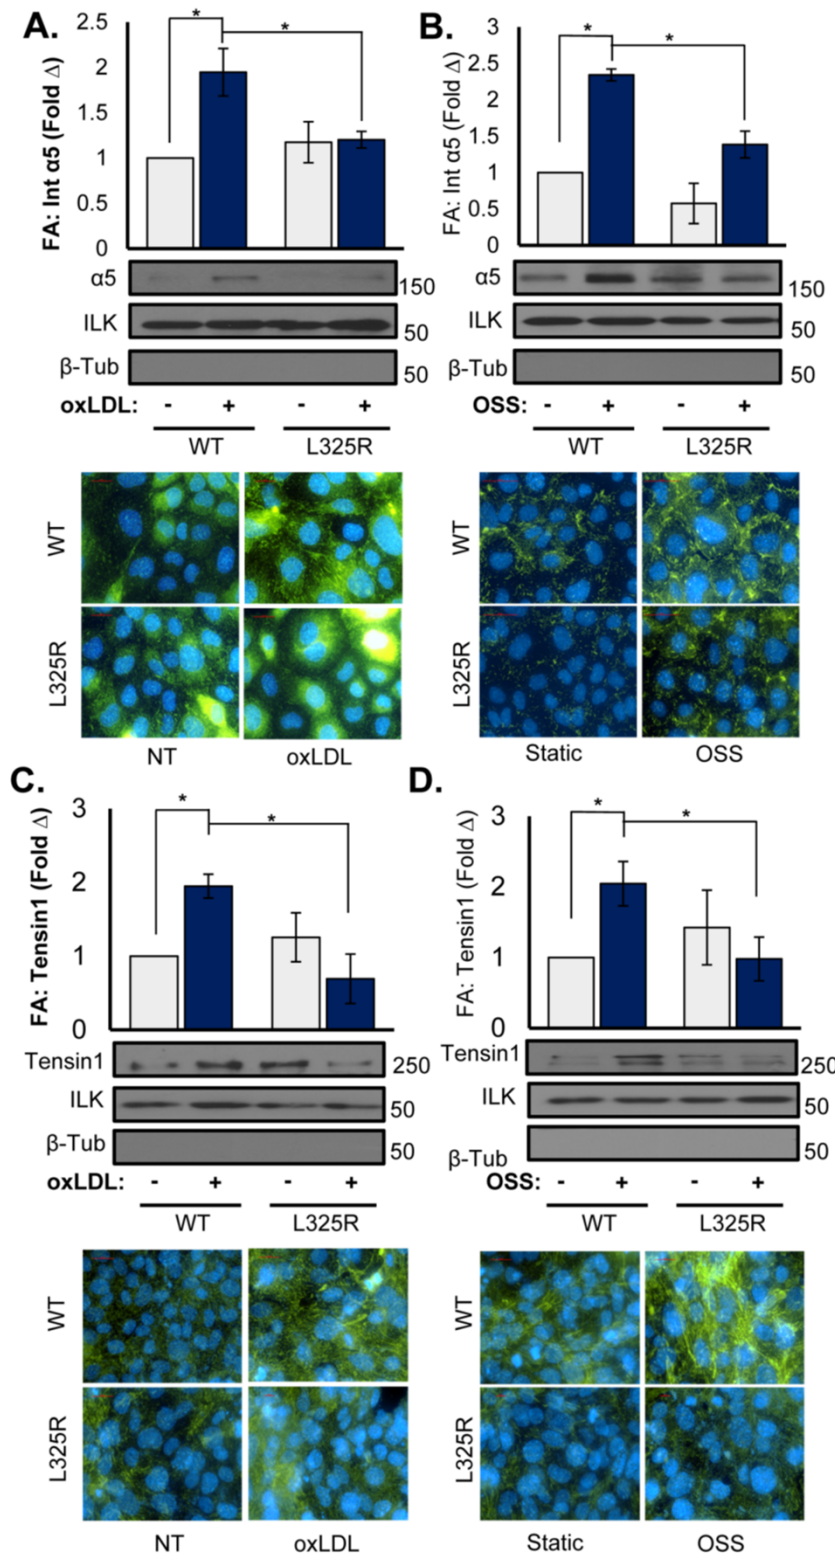 A.
FA: Int α5 (Fold Δ)
2.5
2
1.5
1
0.5
0
*
*
α5
150
ILK
50
β-Tub
50
oxLDL: - + - +
WT L325R
WT
L325R
NT oxLDL
B.
FA: Int α5 (Fold Δ)
3
2.5
2
1.5
1
0.5
0
*
*
α5
150
ILK
50
β-Tub
50
OSS: - + - +
WT L325R
WT
L325R
Static OSS
C.
FA: Tensin1 (Fold Δ)
3
2
1
0
*
*
Tensin1
250
ILK
50
β-Tub
50
oxLDL: - + - +
WT L325R
WT
L325R
NT oxLDL
D.
FA: Tensin1 (Fold Δ)
3
2
1
0
*
*
Tensin1
250
ILK
50
β-Tub
50
OSS: - + - +
WT L325R
WT
L325R
Static OSS